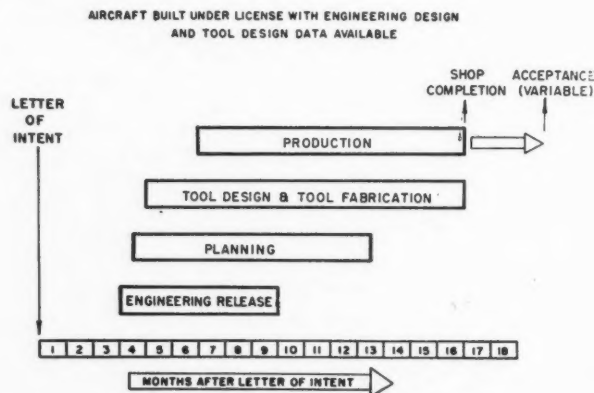 AIRCRAFT BUILT UNDER LICENSE WITH ENGINEERING DESIGN
AND TOOL DESIGN DATA AVAILABLE
SHOP
COMPLETION
ACCEPTANCE
(VARIABLE)
LETTER
OF
INTENT
PRODUCTION
TOOL DESIGN & TOOL FABRICATION
PLANNING
ENGINEERING RELEASE
1 2 3 4 5 6 7 8 9 10 11 12 13 14 15 16 17 18
MONTHS AFTER LETTER OF INTENT